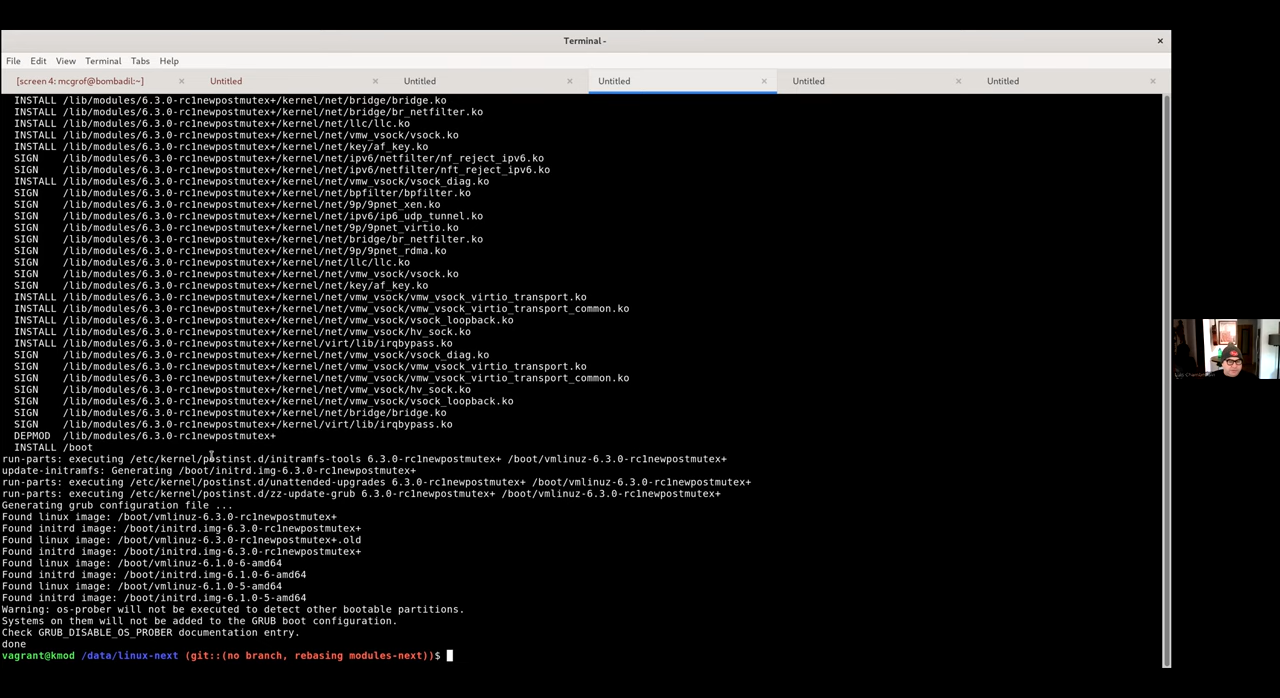 Terminal -
File Edit View Terminal Tabs Help
[screen 4: mcgrof@bombadil:~] Untitled Untitled Untitled Untitled Untitled
INSTALL /lib/modules/6.3.0-rc1newpostmutex+/kernel/net/bridge/bridge.ko
INSTALL /lib/modules/6.3.0-rc1newpostmutex+/kernel/net/bridge/br_netfilter.ko
INSTALL /lib/modules/6.3.0-rc1newpostmutex+/kernel/net/llc/llc.ko
INSTALL /lib/modules/6.3.0-rc1newpostmutex+/kernel/net/vmw_vsock/vsock.ko
INSTALL /lib/modules/6.3.0-rc1newpostmutex+/kernel/net/key/af_key.ko
SIGN /lib/modules/6.3.0-rc1newpostmutex+/kernel/net/ipv6/netfilter/nf_reject_ipv6.ko
SIGN /lib/modules/6.3.0-rc1newpostmutex+/kernel/net/ipv6/netfilter/nft_reject_ipv6.ko
INSTALL /lib/modules/6.3.0-rc1newpostmutex+/kernel/net/vmw_vsock/vsock_diag.ko
SIGN /lib/modules/6.3.0-rc1newpostmutex+/kernel/net/bpfilter/bpfilter.ko
SIGN /lib/modules/6.3.0-rc1newpostmutex+/kernel/net/9p/9pnet_xen.ko
SIGN /lib/modules/6.3.0-rc1newpostmutex+/kernel/net/ipv6/ip6_udp_tunnel.ko
SIGN /lib/modules/6.3.0-rc1newpostmutex+/kernel/net/9p/9pnet_virtio.ko
SIGN /lib/modules/6.3.0-rc1newpostmutex+/kernel/net/bridge/br_netfilter.ko
SIGN /lib/modules/6.3.0-rc1newpostmutex+/kernel/net/9p/9pnet_rdma.ko
SIGN /lib/modules/6.3.0-rc1newpostmutex+/kernel/net/llc/llc.ko
SIGN /lib/modules/6.3.0-rc1newpostmutex+/kernel/net/vmw_vsock/vsock.ko
SIGN /lib/modules/6.3.0-rc1newpostmutex+/kernel/net/key/af_key.ko
INSTALL /lib/modules/6.3.0-rc1newpostmutex+/kernel/net/vmw_vsock/vmw_vsock_virtio_transport.ko
INSTALL /lib/modules/6.3.0-rc1newpostmutex+/kernel/net/vmw_vsock/vmw_vsock_virtio_transport_common.ko
INSTALL /lib/modules/6.3.0-rc1newpostmutex+/kernel/net/vmw_vsock/vsock_loopback.ko
INSTALL /lib/modules/6.3.0-rc1newpostmutex+/kernel/net/vmw_vsock/hv_sock.ko
INSTALL /lib/modules/6.3.0-rc1newpostmutex+/kernel/virt/lib/irqbypass.ko
SIGN /lib/modules/6.3.0-rc1newpostmutex+/kernel/net/vmw_vsock/vsock_diag.ko
SIGN /lib/modules/6.3.0-rc1newpostmutex+/kernel/net/vmw_vsock/vmw_vsock_virtio_transport.ko
SIGN /lib/modules/6.3.0-rc1newpostmutex+/kernel/net/vmw_vsock/vmw_vsock_virtio_transport_common.ko
SIGN /lib/modules/6.3.0-rc1newpostmutex+/kernel/net/vmw_vsock/hv_sock.ko
SIGN /lib/modules/6.3.0-rc1newpostmutex+/kernel/net/vmw_vsock/vsock_loopback.ko
SIGN /lib/modules/6.3.0-rc1newpostmutex+/kernel/net/bridge/bridge.ko
SIGN /lib/modules/6.3.0-rc1newpostmutex+/kernel/virt/lib/irqbypass.ko
DEPMOD /lib/modules/6.3.0-rc1newpostmutex+
INSTALL /boot
run-parts: executing /etc/kernel/postinst.d/initramfs-tools 6.3.0-rc1newpostmutex+ /boot/vmlinuz-6.3.0-rc1newpostmutex+
update-initramfs: Generating /boot/initrd.img-6.3.0-rc1newpostmutex+
run-parts: executing /etc/kernel/postinst.d/unattended-upgrades 6.3.0-rc1newpostmutex+ /boot/vmlinuz-6.3.0-rc1newpostmutex+
run-parts: executing /etc/kernel/postinst.d/zz-update-grub 6.3.0-rc1newpostmutex+ /boot/vmlinuz-6.3.0-rc1newpostmutex+
Generating grub configuration file ...
Found linux image: /boot/vmlinuz-6.3.0-rc1newpostmutex+
Found initrd image: /boot/initrd.img-6.3.0-rc1newpostmutex+
Found linux image: /boot/vmlinuz-6.3.0-rc1newpostmutex+.old
Found initrd image: /boot/initrd.img-6.3.0-rc1newpostmutex+
Found linux image: /boot/vmlinuz-6.1.0-6-amd64
Found initrd image: /boot/initrd.img-6.1.0-6-amd64
Found linux image: /boot/vmlinuz-6.1.0-5-amd64
Found initrd image: /boot/initrd.img-6.1.0-5-amd64
Warning: os-prober will not be executed to detect other bootable partitions.
Systems on them will not be added to the GRUB boot configuration.
Check GRUB_DISABLE_OS_PROBER documentation entry.
done
vagrant@kmod /data/linux-next (git::(no branch, rebasing modules-next))$